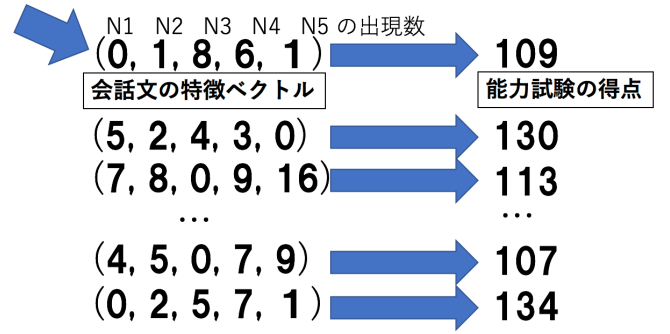 N1 N2 N3 N4 N5 の出現数
(0, 1, 8, 6, 1 ) 109
会話文の特徴ベクトル 能力試験の得点
(5, 2, 4, 3, 0) 130
(7, 8, 0, 9, 16) 113
… …
(4, 5, 0, 7, 9) 107
(0, 2, 5, 7, 1 ) 134